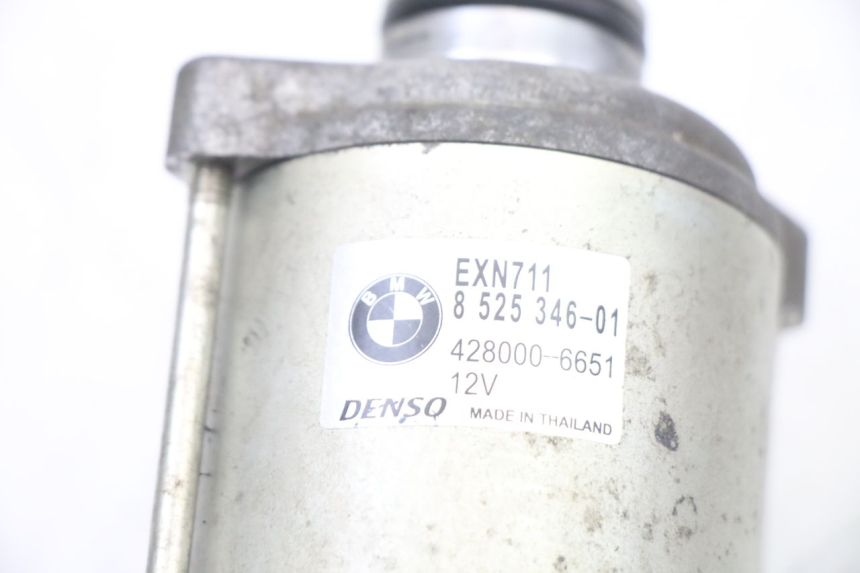 BMW
EXN711
8 525 346-01
428000-6651
12V
DENSO
MADE IN THAILAND